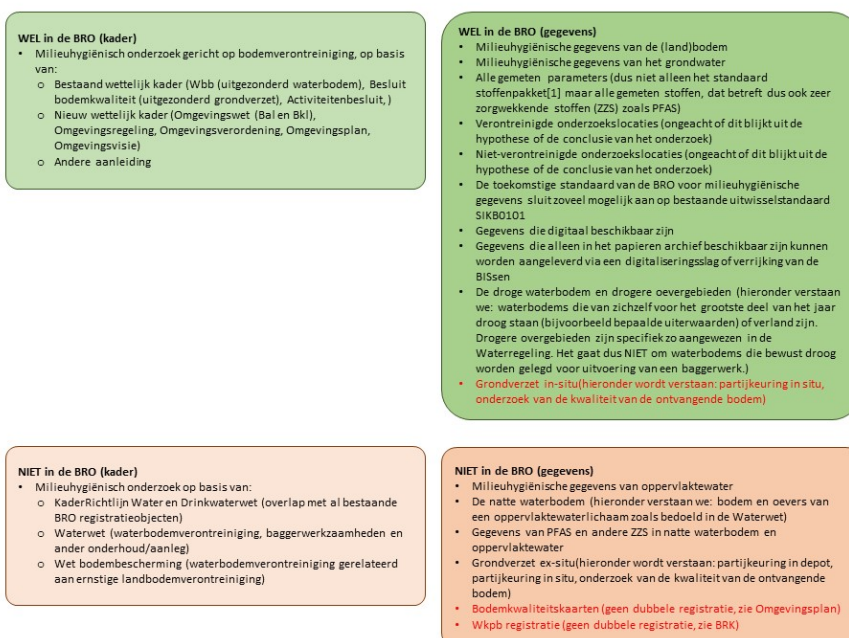 WEL in de BRO (kader)
• Milieuhygiënisch onderzoek gericht op bodemverontreiniging, op basis
van:
o Bestaand wettelijk kader (Wbb (uitgezonderd waterbodem), Besluit
bodemkwaliteit (uitgezonderd grondverzet), Activiteitenbesluit, )
o Nieuw wettelijk kader (Omgevingswet (Bal en Bkl),
Omgevingsregeling, Omgevingsverordening, Omgevingsplan,
Omgevingsvisie)
o Andere aanleiding
WEL in de BRO (gegevens)
• Milieuhygiënische gegevens van de (land)bodem
• Milieuhygiënische gegevens van het grondwater
• Alle gemeten parameters (dus niet alleen het standaard
stoffenpakket[1] maar alle gemeten stoffen, dat betreft dus ook zeer
zorgwekkende stoffen (ZZS) zoals PFAS)
• Verontreinigde onderzoekslocaties (ongeacht of dit blijkt uit de
hypothese of de conclusie van het onderzoek)
• Niet-verontreinigde onderzoekslocaties (ongeacht of dit blijkt uit de
hypothese of de conclusie van het onderzoek)
• De toekomstige standaard van de BRO voor milieuhygiënische
gegevens sluit zoveel mogelijk aan op bestaande uitwisselstandaard
SIKB0101
• Gegevens die digitaal beschikbaar zijn
• Gegevens die alleen in het papieren archief beschikbaar zijn kunnen
worden aangeleverd via een digitaliseringsslag of verrijking van de
BISsen
• De droge waterbodem en drogere oevergebieden (hieronder verstaan
we: waterbodems die van zichzelf voor het grootste deel van het jaar
droog staan (bijvoorbeeld bepaalde uiterwaarden) of verland zijn.
Drogere overgebieden zijn specifiek zo aangewezen in de
Waterregeling. Het gaat dus NIET om waterbodems die bewust droog
worden gelegd voor uitvoering van een baggerwerk.)
• Grondverzet in-situ(hieronder wordt verstaan: partijkeuring in situ,
onderzoek van de kwaliteit van de ontvangende bodem)
NIET in de BRO (kader)
• Milieuhygiënisch onderzoek op basis van:
o KaderRichtlijn Water en Drinkwaterwet (overlap met al bestaande
BRO registratieobjecten)
o Waterwet (waterbodemverontreiniging, baggerwerkzaamheden en
ander onderhoud/aanleg)
o Wet bodembescherming (waterbodemverontreiniging gerelateerd
aan ernstige landbodemverontreiniging)
NIET in de BRO (gegevens)
• Milieuhygiënische gegevens van oppervlaktewater
• De natte waterbodem (hieronder verstaan we: bodem en oevers van
een oppervlaktewaterlichaam zoals bedoeld in de Waterwet)
• Gegevens van PFAS en andere ZZS in natte waterbodem en
oppervlaktewater
• Grondverzet ex-situ(hieronder wordt verstaan: partijkeuring in depot,
partijkeuring in situ, onderzoek van de kwaliteit van de ontvangende
bodem)
• Bodemkwaliteitskaarten (geen dubbele registratie, zie Omgevingsplan)
• Wkpb registratie (geen dubbele registratie, zie BRK)